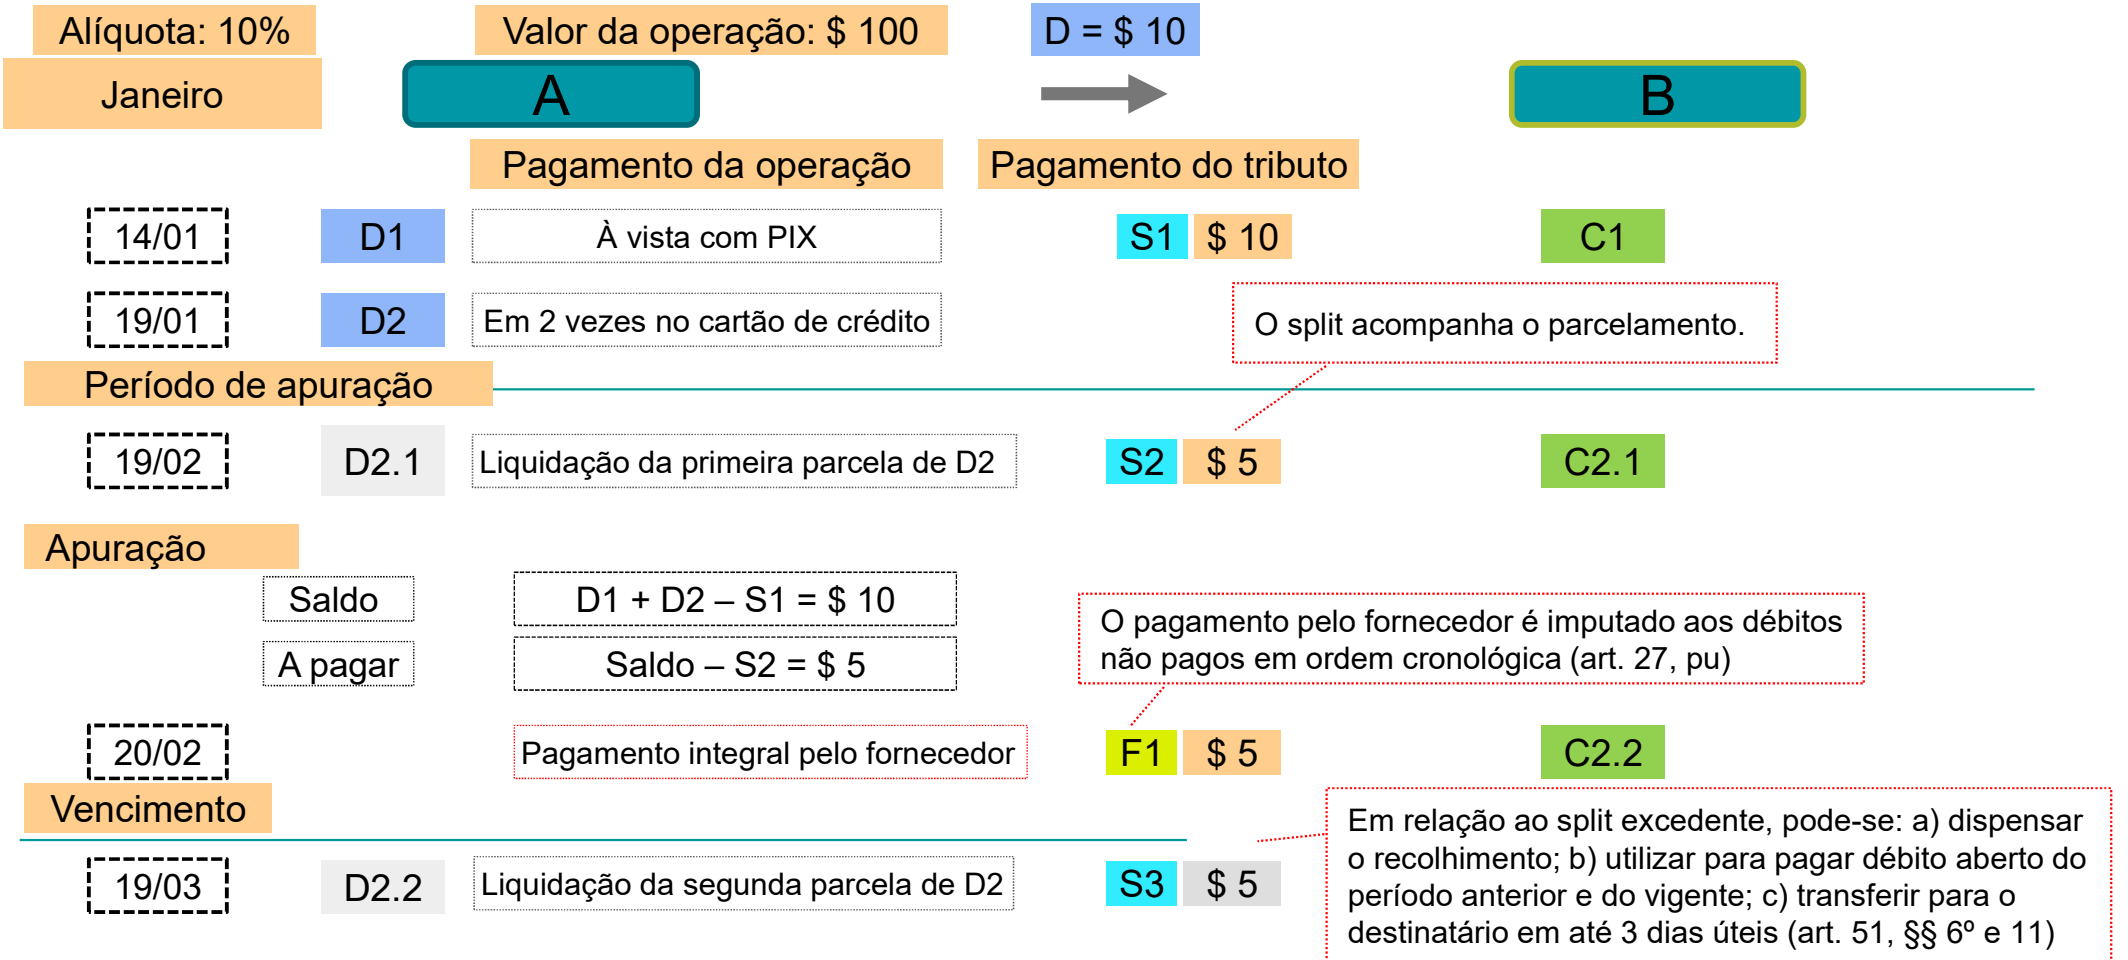 Alíquota: 10%
Valor da operação: $ 100
D = $ 10
Janeiro
A
B
Pagamento da operação
Pagamento do tributo
14/01
D1
À vista com PIX
S1
$ 10
C1
19/01
D2
Em 2 vezes no cartão de crédito
O split acompanha o parcelamento.
Período de apuração
19/02
D2.1
Liquidação da primeira parcela de D2
S2
$ 5
C2.1
Apuração
Saldo
D1 + D2 – S1 = $ 10
A pagar
Saldo – S2 = $ 5
O pagamento pelo fornecedor é imputado aos débitos
não pagos em ordem cronológica (art. 27, pu)
20/02
Pagamento integral pelo fornecedor
F1
$ 5
C2.2
Vencimento
19/03
D2.2
Liquidação da segunda parcela de D2
S3
$ 5
Em relação ao split excedente, pode-se: a) dispensar
o recolhimento; b) utilizar para pagar débito aberto do
período anterior e do vigente; c) transferir para o
destinatário em até 3 dias úteis (art. 51, §§ 6º e 11)